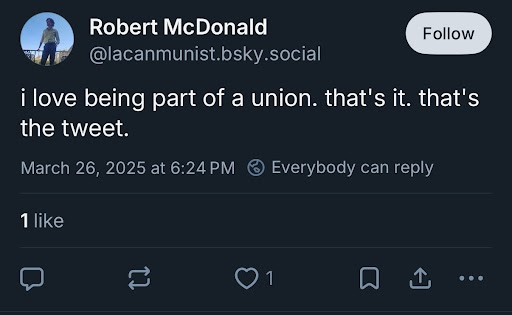 Robert McDonald
Follow
@lacanmunist.bsky.social
i love being part of a union. that's it. that's
the tweet.
March 26, 2025 at 6:24 PM Everybody can reply
1 like
1